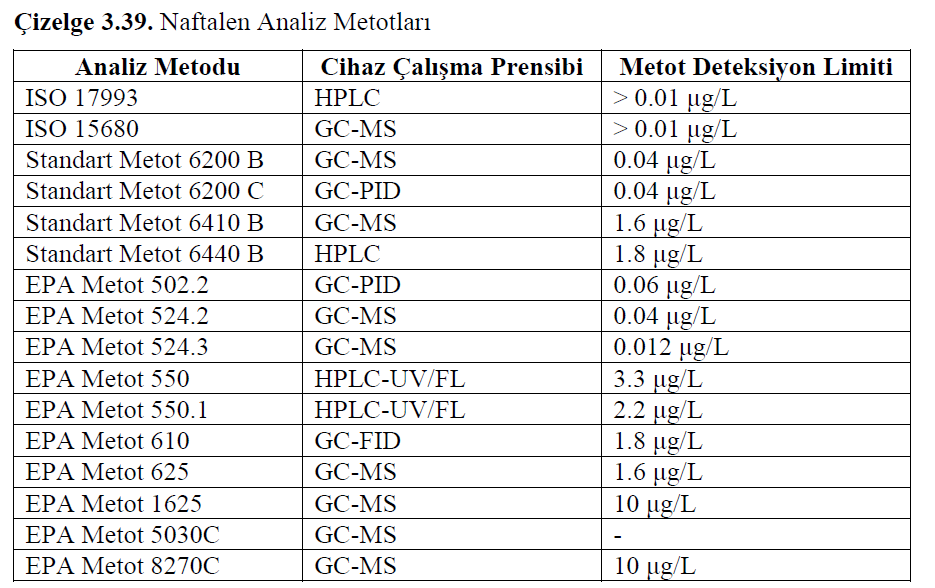 Çizelge 3.39. Naftalen Analiz Metotları
Analiz Metodu Cihaz Çalışma Prensibi Metot Deteksiyon Limiti
ISO 17993 HPLC > 0.01 μg/L
ISO 15680 GC-MS > 0.01 μg/L
Standart Metot 6200 B GC-MS 0.04 μg/L
Standart Metot 6200 C GC-PID 0.04 μg/L
Standart Metot 6410 B GC-MS 1.6 μg/L
Standart Metot 6440 B HPLC 1.8 μg/L
EPA Metot 502.2 GC-PID 0.06 μg/L
EPA Metot 524.2 GC-MS 0.04 μg/L
EPA Metot 524.3 GC-MS 0.012 μg/L
EPA Metot 550 HPLC-UV/FL 3.3 μg/L
EPA Metot 550.1 HPLC-UV/FL 2.2 μg/L
EPA Metot 610 GC-FID 1.8 μg/L
EPA Metot 625 GC-MS 1.6 μg/L
EPA Metot 1625 GC-MS 10 μg/L
EPA Metot 5030C GC-MS -
EPA Metot 8270C GC-MS 10 μg/L